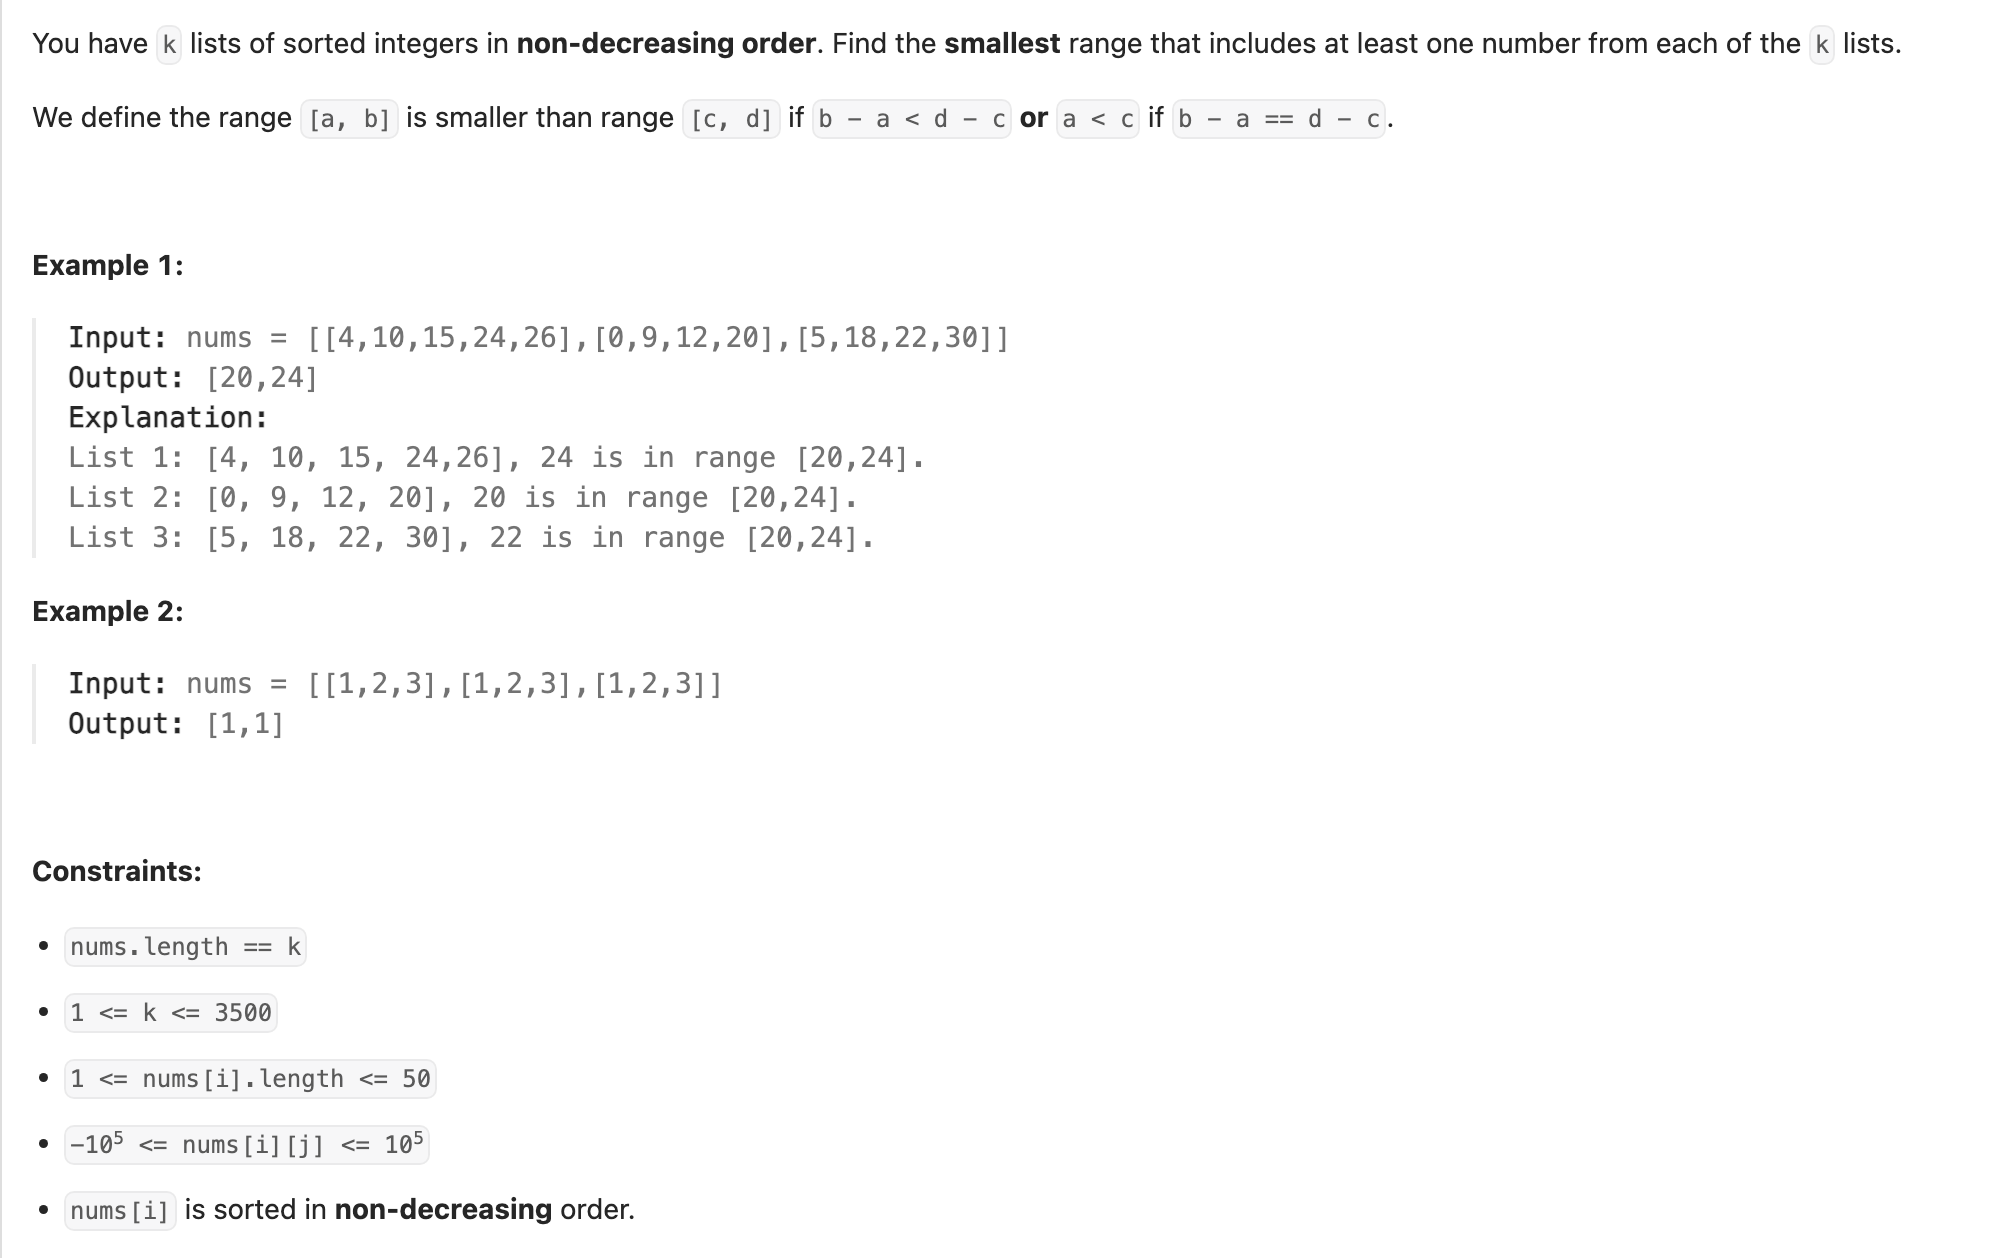 You have k lists of sorted integers in non-decreasing order. Find the smallest range that includes at least one number from each of the k lists.
We define the range [a, b] is smaller than range [c, d] if b - a < d - c or a < c if b - a == d - c.
Example 1:
Input: nums = [[4,10,15,24,26],[0,9,12,20],[5,18,22,30]]
Output: [20,24]
Explanation:
List 1: [4, 10, 15, 24,26], 24 is in range [20,24].
List 2: [0, 9, 12, 20], 20 is in range [20,24].
List 3: [5, 18, 22, 30], 22 is in range [20,24].
Example 2:
Input: nums = [[1,2,3],[1,2,3],[1,2,3]]
Output: [1,1]
Constraints:
• nums.length == k
• 1 <= k <= 3500
• 1 <= nums[i].length <= 50
• -10⁵ <= nums[i][j] <= 10⁵
• nums[i] is sorted in non-decreasing order.